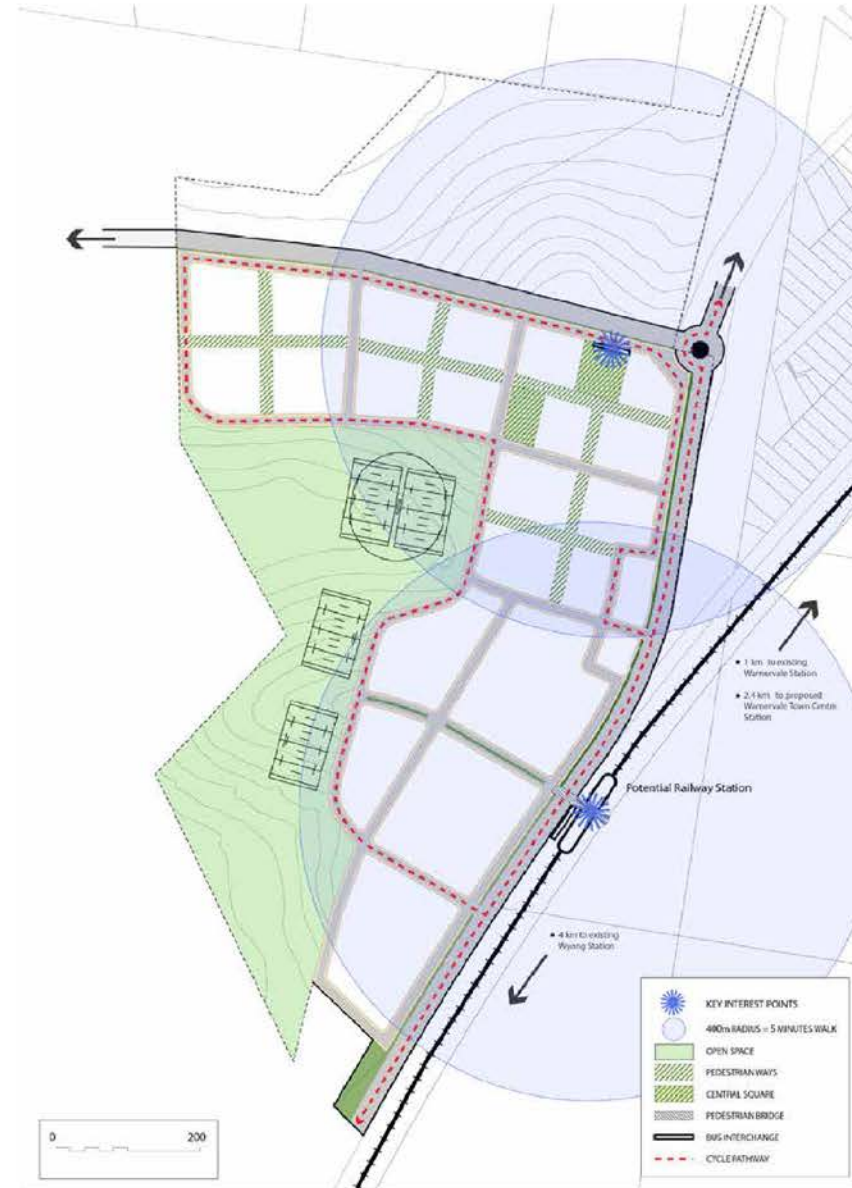 • 1 km to existing
Warnervale Station
• 2.4 km to proposed
Warnervale Town Centre
Station
Potential Railway Station
• 4 km to existing
Wyong Station
KEY INTEREST POINTS
400m RADIUS = 5 MINUTES WALK
OPEN SPACE
PEDESTRIAN WAYS
CENTRAL SQUARE
PEDESTRIAN BRIDGE
BUS INTERCHANGE
CYCLE PATHWAY
0 200